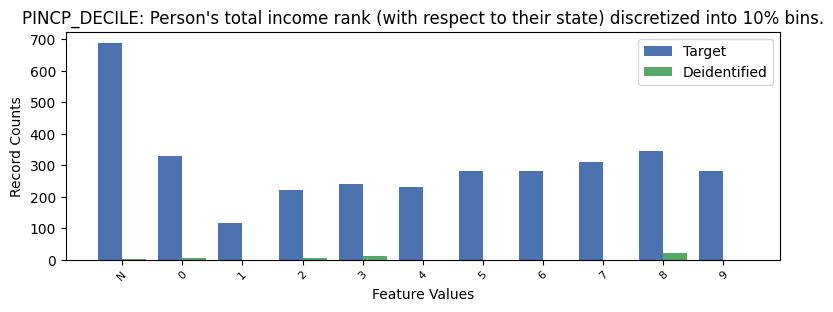 PINCP_DECILE: Person's total income rank (with respect to their state) discretized into 10% bins.
700
600
500
400
300
200
100
0
Record Counts
Target
Deidentified
N 0 1 2 3 4 5 6 7 8 9
Feature Values